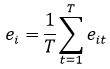 e_i = \frac{1}{T} \sum_{t=1}^{T} e_{it}